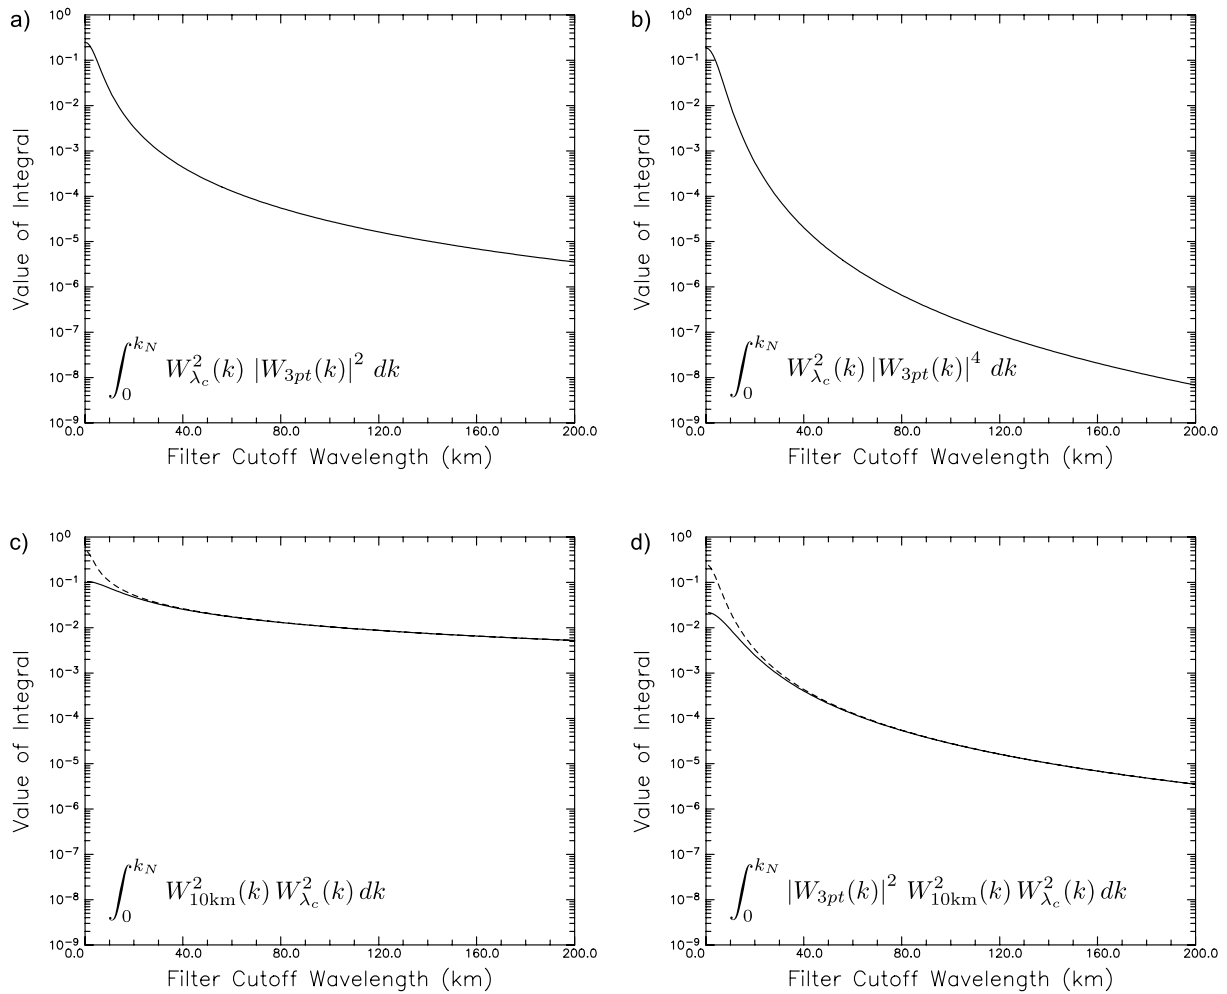 a)
10⁰
10⁻¹
10⁻²
10⁻³
10⁻⁴
10⁻⁵
10⁻⁶
10⁻⁷
10⁻⁸
10⁻⁹
Value of Integral
∫₀^{k_N} W²_{λ_c}(k) |W_{3pt}(k)|² dk
0.0 40.0 80.0 120.0 160.0 200.0
Filter Cutoff Wavelength (km)
b)
10⁰
10⁻¹
10⁻²
10⁻³
10⁻⁴
10⁻⁵
10⁻⁶
10⁻⁷
10⁻⁸
10⁻⁹
Value of Integral
∫₀^{k_N} W²_{λ_c}(k) |W_{3pt}(k)|⁴ dk
0.0 40.0 80.0 120.0 160.0 200.0
Filter Cutoff Wavelength (km)
c)
10⁰
10⁻¹
10⁻²
10⁻³
10⁻⁴
10⁻⁵
10⁻⁶
10⁻⁷
10⁻⁸
10⁻⁹
Value of Integral
∫₀^{k_N} W²_{10km}(k) W²_{λ_c}(k) dk
0.0 40.0 80.0 120.0 160.0 200.0
Filter Cutoff Wavelength (km)
d)
10⁰
10⁻¹
10⁻²
10⁻³
10⁻⁴
10⁻⁵
10⁻⁶
10⁻⁷
10⁻⁸
10⁻⁹
Value of Integral
∫₀^{k_N} |W_{3pt}(k)|² W²_{10km}(k) W²_{λ_c}(k) dk
0.0 40.0 80.0 120.0 160.0 200.0
Filter Cutoff Wavelength (km)